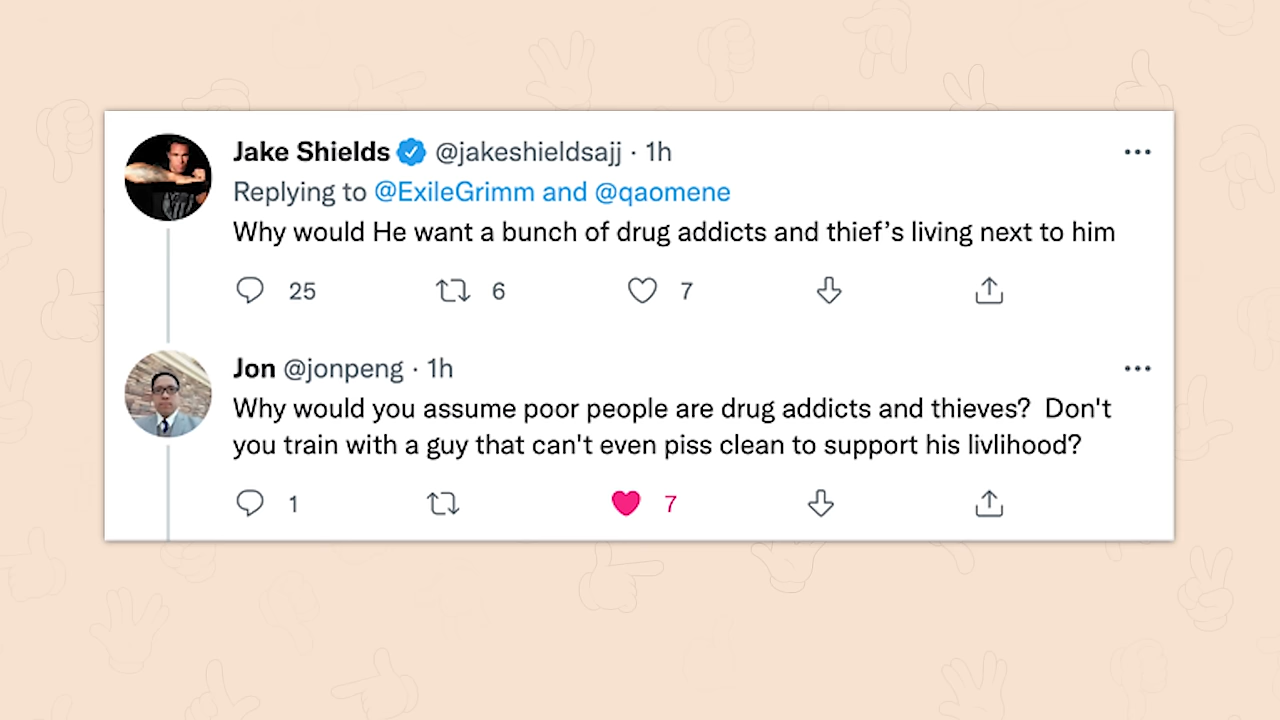 Jake Shields @jakeshieldsajj · 1h
Replying to @ExileGrimm and @qaomene
Why would He want a bunch of drug addicts and thief’s living next to him
25 6 7
Jon @jonpeng · 1h
Why would you assume poor people are drug addicts and thieves?  Don't
you train with a guy that can't even piss clean to support his livlihood?
1 7